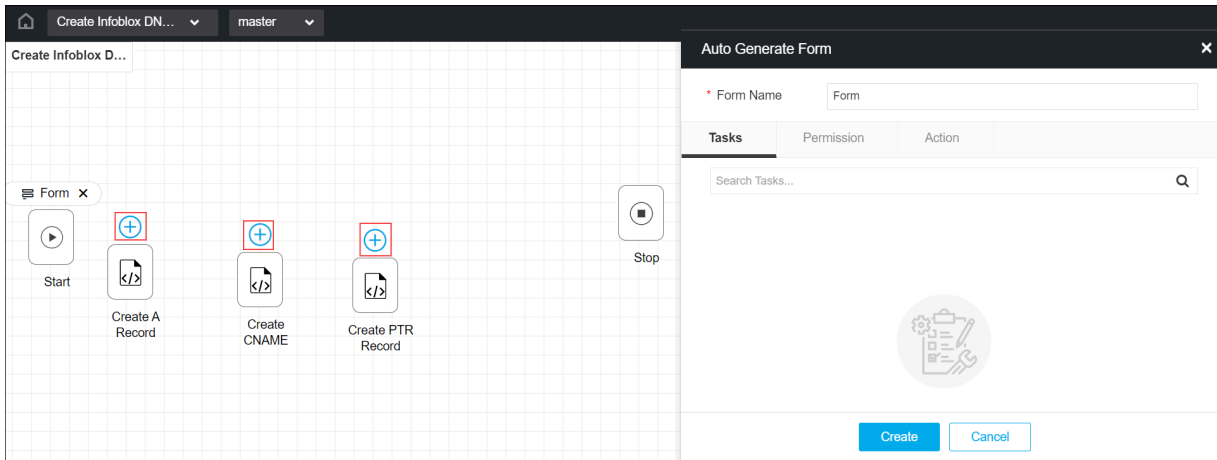 Create Infoblox DN...
master
Create Infoblox D...
Auto Generate Form
* Form Name
Form
Tasks
Permission
Action
Search Tasks...
Form
Start
Create A
Record
Create
CNAME
Create PTR
Record
Stop
Create
Cancel